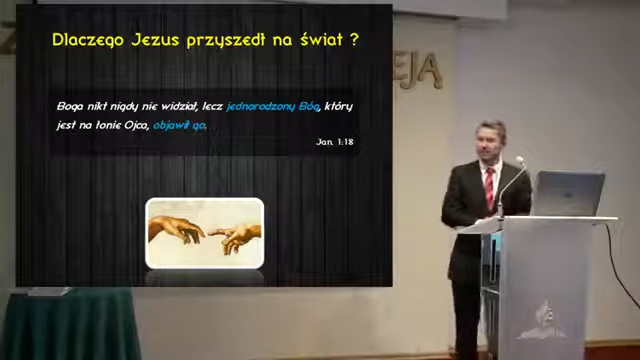 Dlaczego Jezus przyszedł na świat ?
Boga nikt nigdy nie widział, lecz jednorodzony Bóg, który
jest na łonie Ojca, objawił go.
Jan. 1:18
EJA